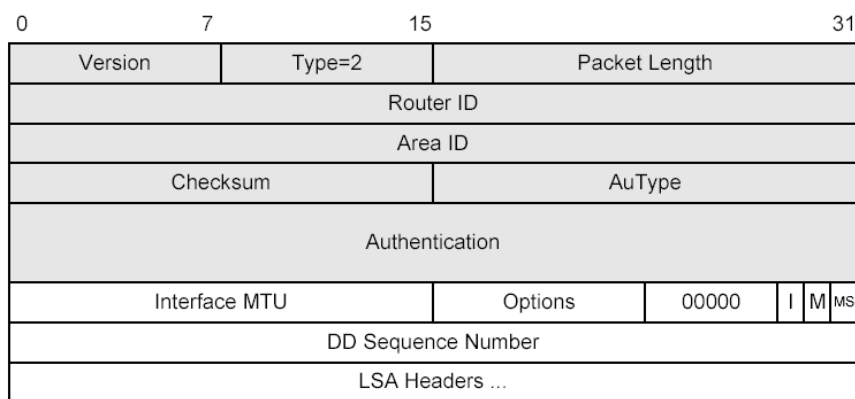 0 7 15 31
Version Type=2 Packet Length
Router ID
Area ID
Checksum AuType
Authentication
Interface MTU Options 00000 I M MS
DD Sequence Number
LSA Headers ...